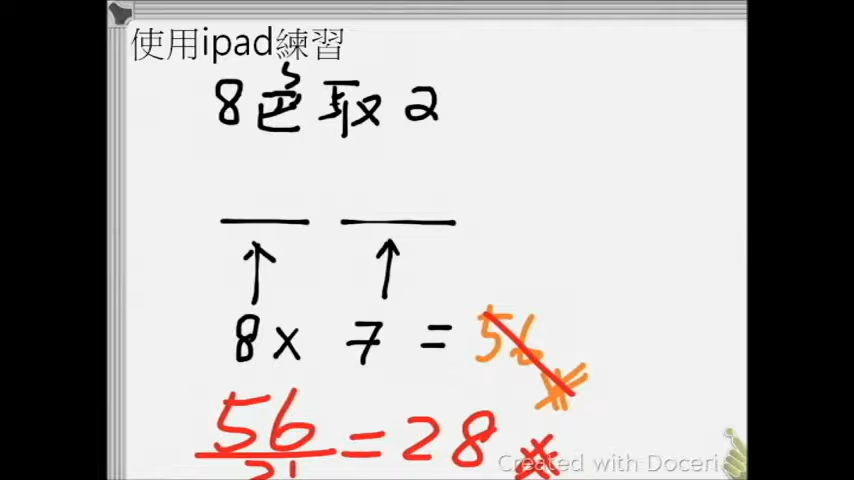 使用ipad練習
8色取2
8 x 7 = 56
56/2! = 28
Created with Doceri